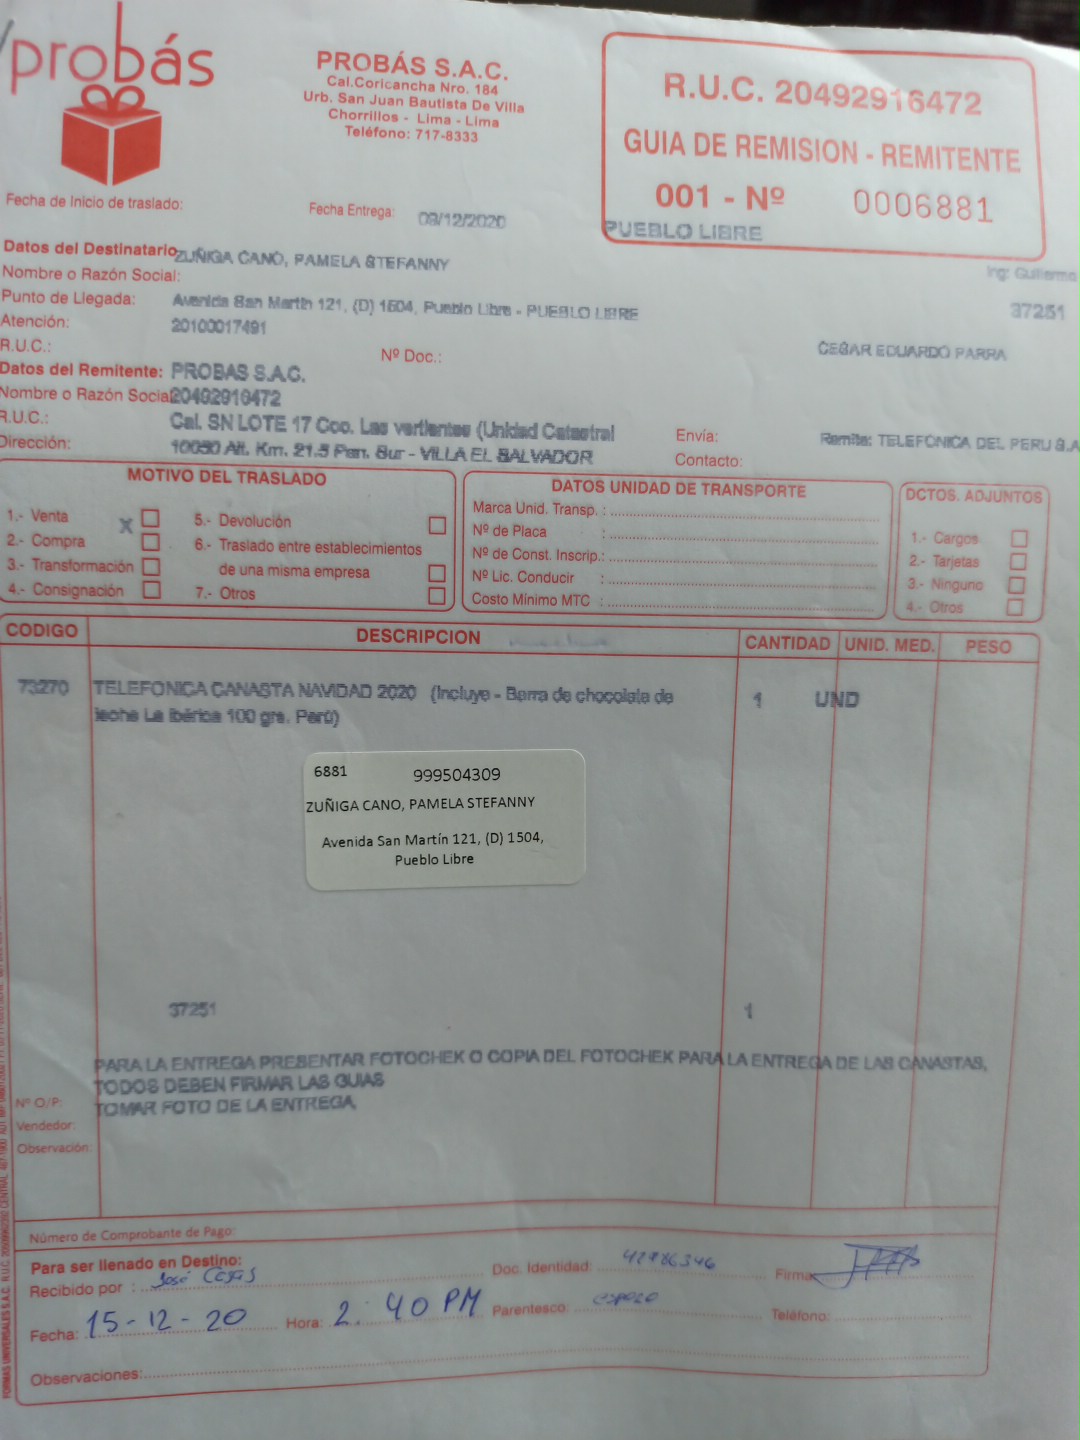 probás
PROBÁS S.A.C.
Cal.Coricancha Nro. 184
Urb. San Juan Bautista De Villa
Chorrillos - Lima - Lima
Teléfono: 717-8333
R.U.C. 20492916472
GUIA DE REMISION - REMITENTE
001 - Nº 0006881
PUEBLO LIBRE
Fecha de Inicio de traslado:
Fecha Entrega: 09/12/2020
Datos del Destinatario
ZUÑIGA CANO, PAMELA STEFANNY
Nombre o Razón Social:
Ing: Guillermo
Punto de Llegada: Avenida San Martín 121, (D) 1504, Pueblo Libre - PUEBLO LIBRE
37251
Atención: 20100017491
R.U.C.:
Nº Doc.:
CESAR EDUARDO PARRA
Datos del Remitente: PROBAS S.A.C.
Nombre o Razón Social 20492916472
R.U.C.: Cal. SN LOTE 17 Coo. Las vertientes (Unidad Catastral
Dirección: 10050 Alt. Km. 21.5 Pan. Sur - VILLA EL SALVADOR
Envía: Remite: TELEFONICA DEL PERU S.A
Contacto:
MOTIVO DEL TRASLADO
1.- Venta X
2.- Compra
3.- Transformación
4.- Consignación
5.- Devolución
6.- Traslado entre establecimientos
de una misma empresa
7.- Otros
DATOS UNIDAD DE TRANSPORTE
Marca Unid. Transp. :
Nº de Placa :
Nº de Const. Inscrip.:
Nº Lic. Conducir :
Costo Mínimo MTC :
DCTOS. ADJUNTOS
1.- Cargos
2.- Tarjetas
3.- Ninguno
4.- Otros
CODIGO DESCRIPCION CANTIDAD UNID. MED. PESO
73270 TELEFONICA CANASTA NAVIDAD 2020 (Incluye - Barra de chocolate de 1 UND
leche La Ibérica 100 grs. Perú)
6881 999504309
ZUÑIGA CANO, PAMELA STEFANNY
Avenida San Martín 121, (D) 1504,
Pueblo Libre
37251 1
PARA LA ENTREGA PRESENTAR FOTOCHEK O COPIA DEL FOTOCHEK PARA LA ENTREGA DE LAS CANASTAS,
TODOS DEBEN FIRMAR LAS GUIAS
TOMAR FOTO DE LA ENTREGA
Nº O/P:
Vendedor:
Observación:
Número de Comprobante de Pago:
Para ser llenado en Destino:
Recibido por : José
Doc. Identidad: 42986346
Firma
Fecha: 15-12-20
Hora: 2:40 PM
Parentesco: esposo
Teléfono:
Observaciones:
FORMAS UNIVERSALES S.A.C.